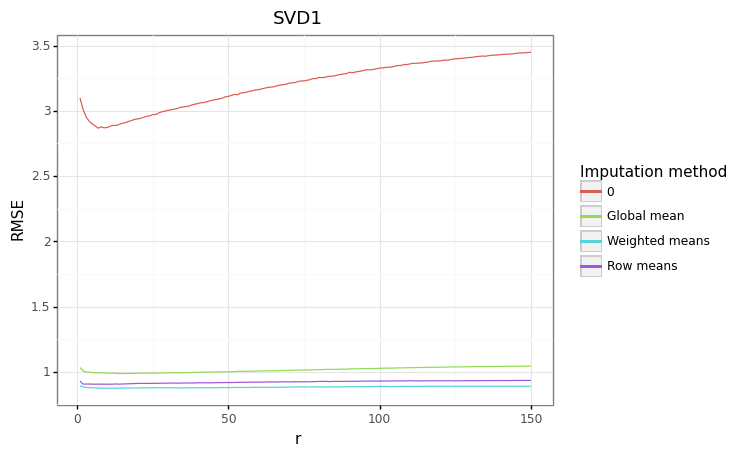 SVD1
3.5
3
2.5
2
1.5
1
RMSE
0
50
100
150
r
Imputation method
0
Global mean
Weighted means
Row means